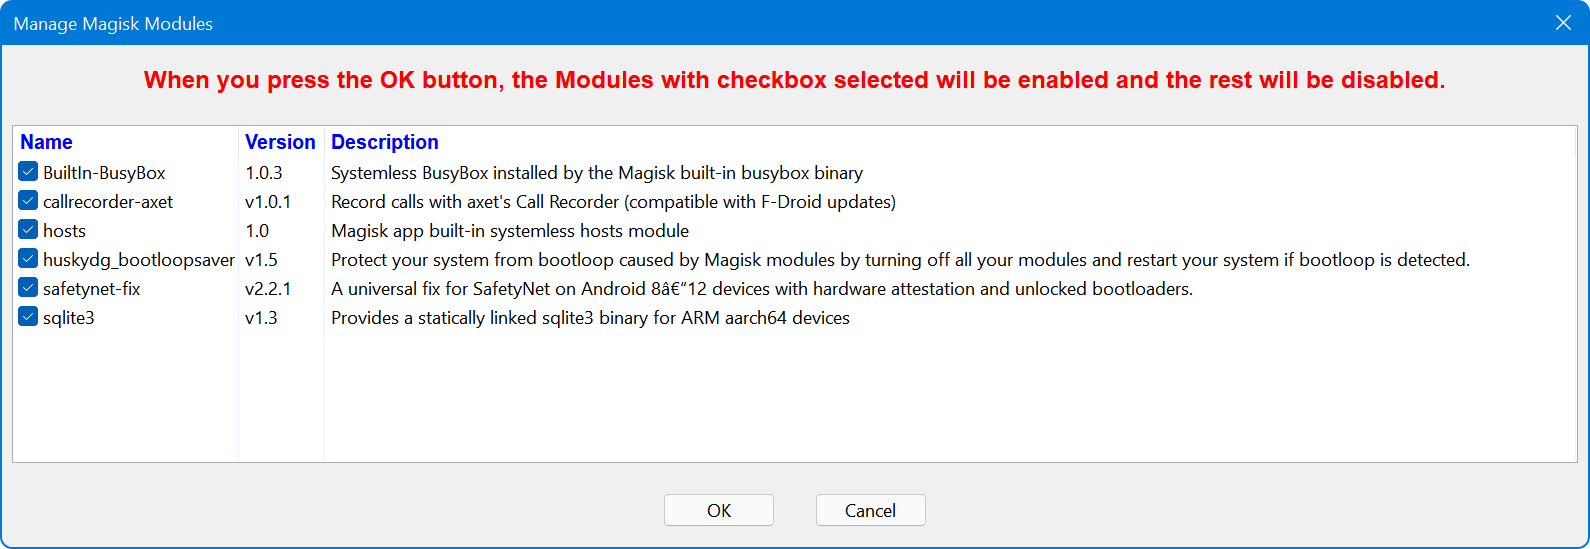 Manage Magisk Modules
When you press the OK button, the Modules with checkbox selected will be enabled and the rest will be disabled.
Name Version Description
BuiltIn-BusyBox 1.0.3 Systemless BusyBox installed by the Magisk built-in busybox binary
callrecorder-axet v1.0.1 Record calls with axet's Call Recorder (compatible with F-Droid updates)
hosts 1.0 Magisk app built-in systemless hosts module
huskydg_bootloopsaver v1.5 Protect your system from bootloop caused by Magisk modules by turning off all your modules and restart your system if bootloop is detected.
safetynet-fix v2.2.1 A universal fix for SafetyNet on Android 8â€“12 devices with hardware attestation and unlocked bootloaders.
sqlite3 v1.3 Provides a statically linked sqlite3 binary for ARM aarch64 devices
OK Cancel